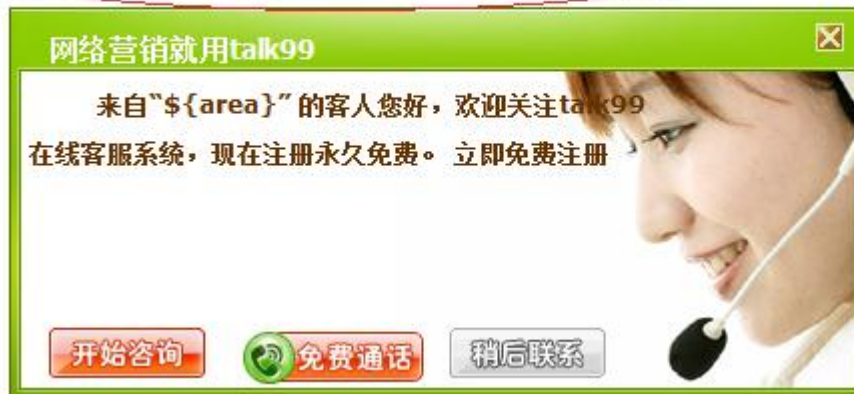 网络营销就用talk99
来自“${area}”的客人您好，欢迎关注talk99
在线客服系统，现在注册永久免费。 立即免费注册
开始咨询
免费通话
稍后联系